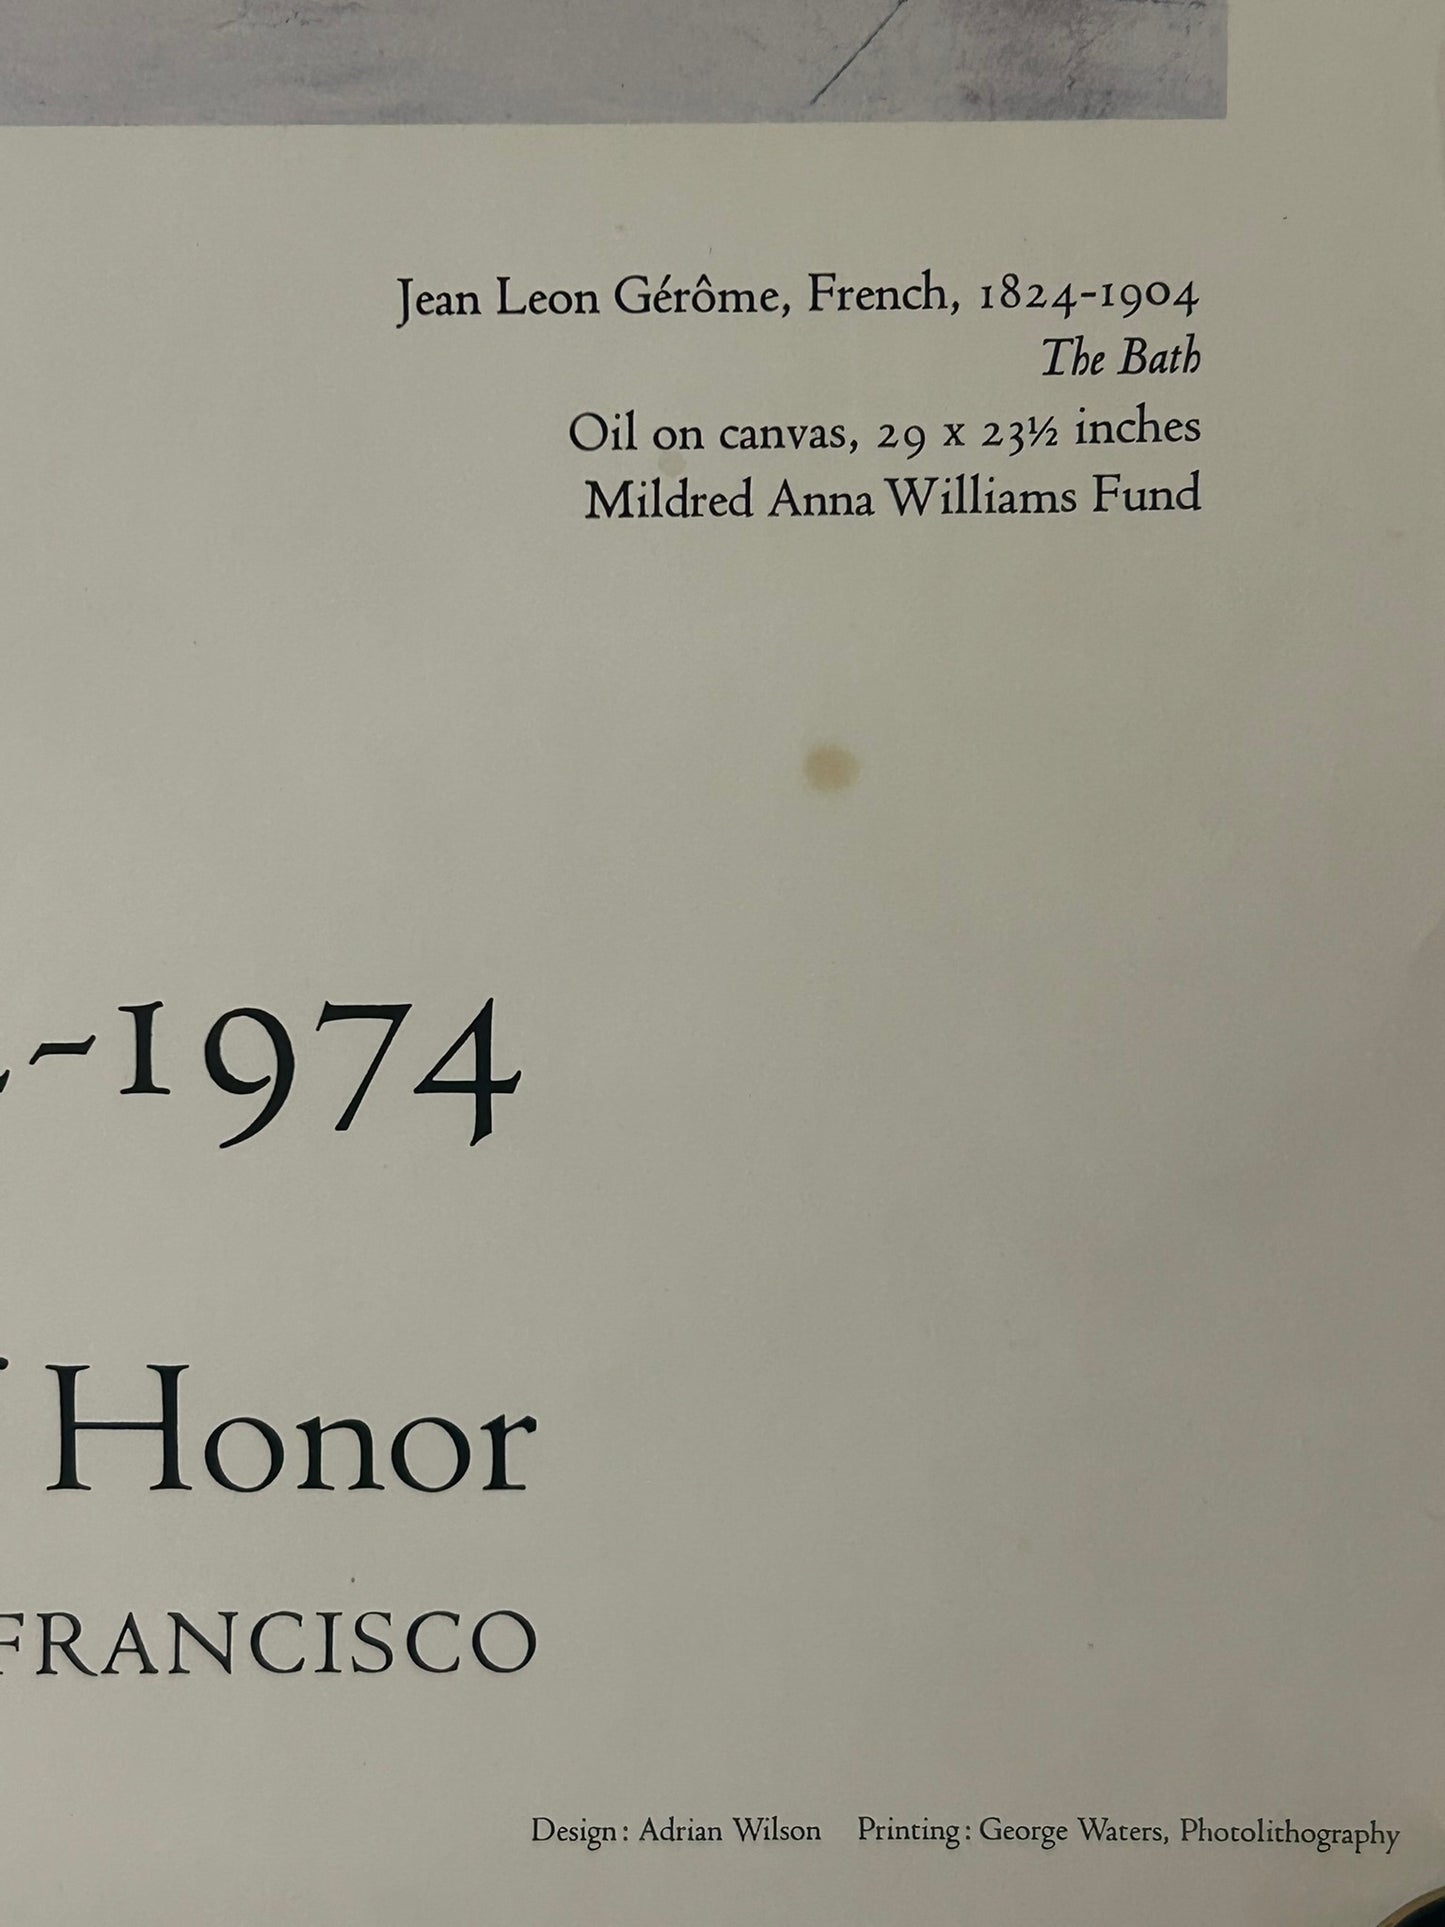 Jean Leon Gérôme, French, 1824-1904
The Bath
Oil on canvas, 29 x 23½ inches
Mildred Anna Williams Fund
-1974
Honor
FRANCISCO
Design: Adrian Wilson Printing: George Waters, Photolithography